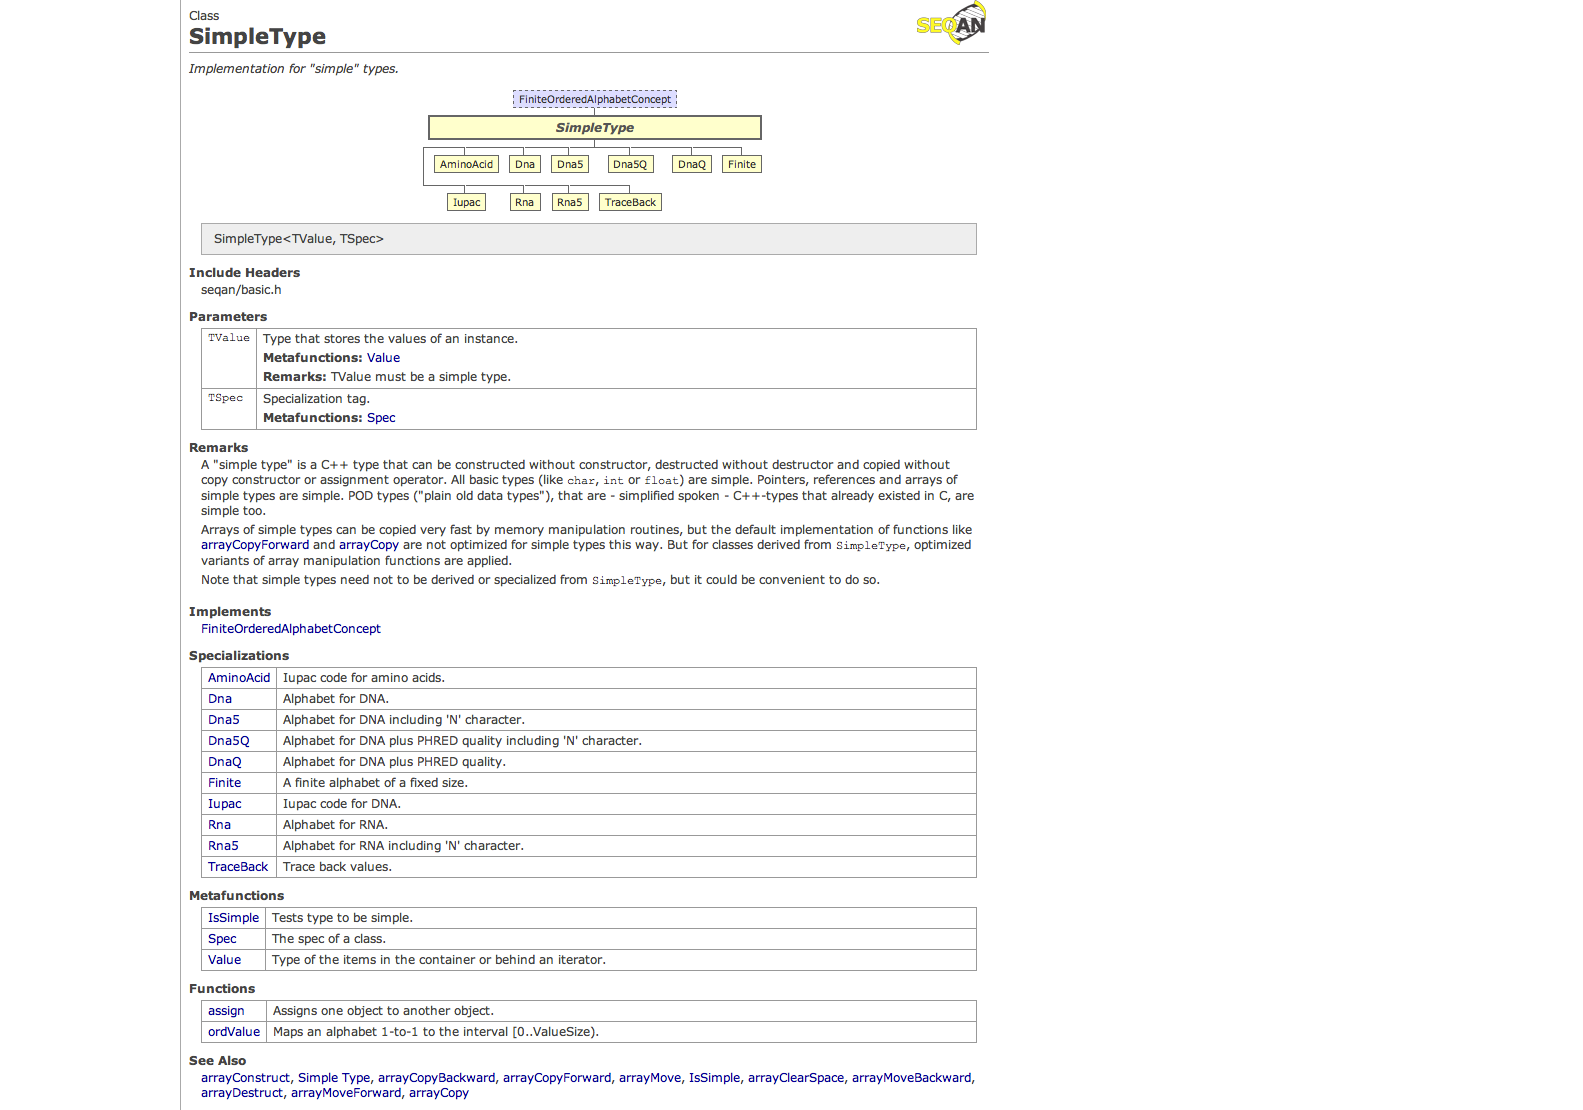 Class
SEQAN
SimpleType
Implementation for "simple" types.
FiniteOrderedAlphabetConcept
SimpleType
AminoAcid Dna Dna5 Dna5Q DnaQ Finite
Iupac Rna Rna5 TraceBack
SimpleType<TValue, TSpec>
Include Headers
seqan/basic.h
Parameters
TValue Type that stores the values of an instance.
Metafunctions: Value
Remarks: TValue must be a simple type.
TSpec Specialization tag.
Metafunctions: Spec
Remarks
A "simple type" is a C++ type that can be constructed without constructor, destructed without destructor and copied without
copy constructor or assignment operator. All basic types (like char, int or float) are simple. Pointers, references and arrays of
simple types are simple. POD types ("plain old data types"), that are - simplified spoken - C++-types that already existed in C, are
simple too.
Arrays of simple types can be copied very fast by memory manipulation routines, but the default implementation of functions like
arrayCopyForward and arrayCopy are not optimized for simple types this way. But for classes derived from SimpleType, optimized
variants of array manipulation functions are applied.
Note that simple types need not to be derived or specialized from SimpleType, but it could be convenient to do so.
Implements
FiniteOrderedAlphabetConcept
Specializations
AminoAcid Iupac code for amino acids.
Dna Alphabet for DNA.
Dna5 Alphabet for DNA including 'N' character.
Dna5Q Alphabet for DNA plus PHRED quality including 'N' character.
DnaQ Alphabet for DNA plus PHRED quality.
Finite A finite alphabet of a fixed size.
Iupac Iupac code for DNA.
Rna Alphabet for RNA.
Rna5 Alphabet for RNA including 'N' character.
TraceBack Trace back values.
Metafunctions
IsSimple Tests type to be simple.
Spec The spec of a class.
Value Type of the items in the container or behind an iterator.
Functions
assign Assigns one object to another object.
ordValue Maps an alphabet 1-to-1 to the interval [0..ValueSize).
See Also
arrayConstruct, Simple Type, arrayCopyBackward, arrayCopyForward, arrayMove, IsSimple, arrayClearSpace, arrayMoveBackward,
arrayDestruct, arrayMoveForward, arrayCopy